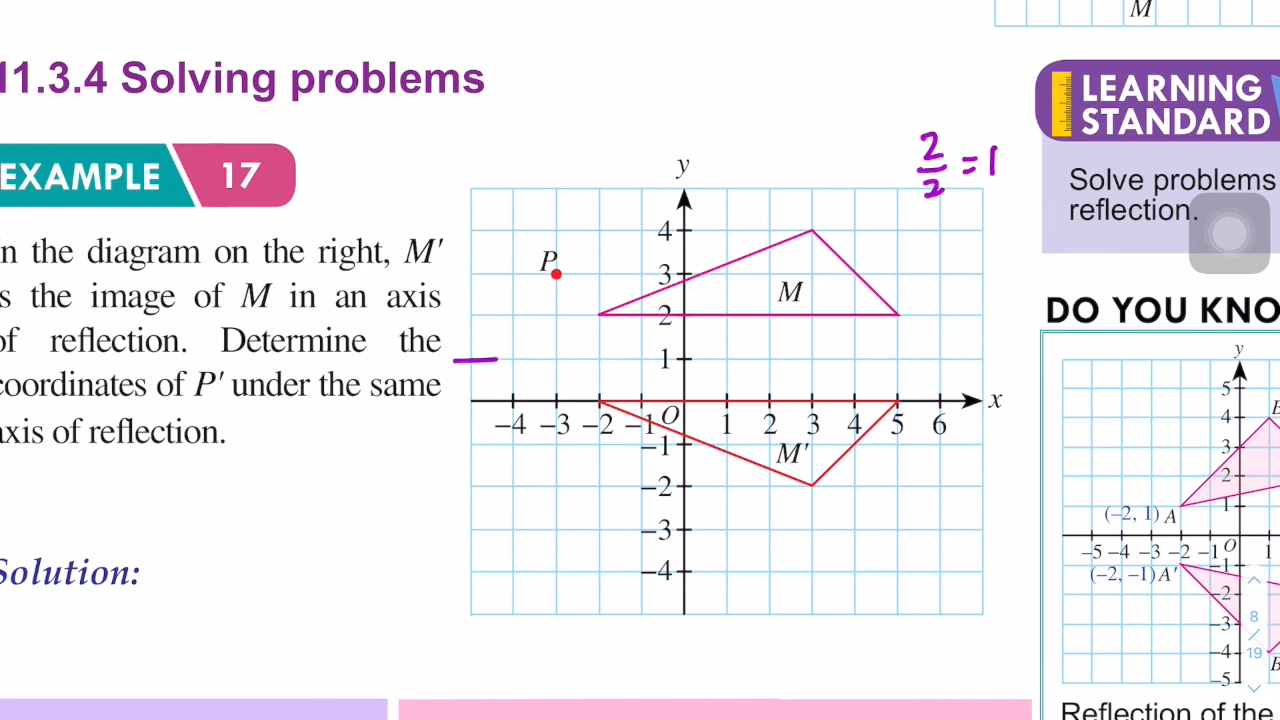 M
11.3.4 Solving problems
LEARNING
STANDARD
Solve problems
reflection.
EXAMPLE 17
n the diagram on the right, M′
s the image of M in an axis
of reflection. Determine the
coordinates of P′ under the same
axis of reflection.
Solution:
2/2 = 1
y
4
P
3
M
2
1
O
x
−4 −3 −2 −1 1 2 3 4 5 6
−1
M′
−2
−3
−4
DO YOU KNO
y
5
4
B
3
2
1
(−2, 1) A
O
−5 −4 −3 −2 −1 1
−1
(−2, −1) A′
−2
−3
−4
B
−5
8
/
19
Reflection of the